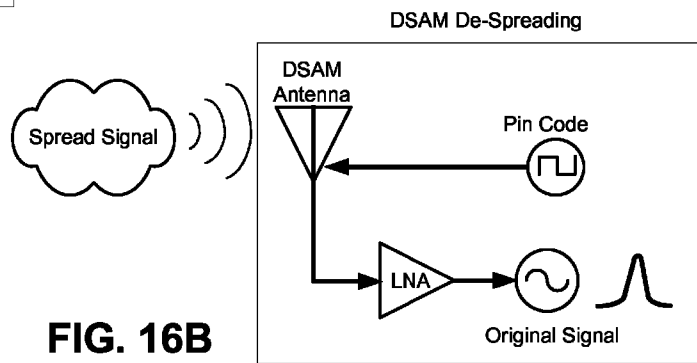 DSAM De-Spreading
DSAM
Antenna
Spread Signal
Pin Code
LNA
Original Signal
FIG. 16B